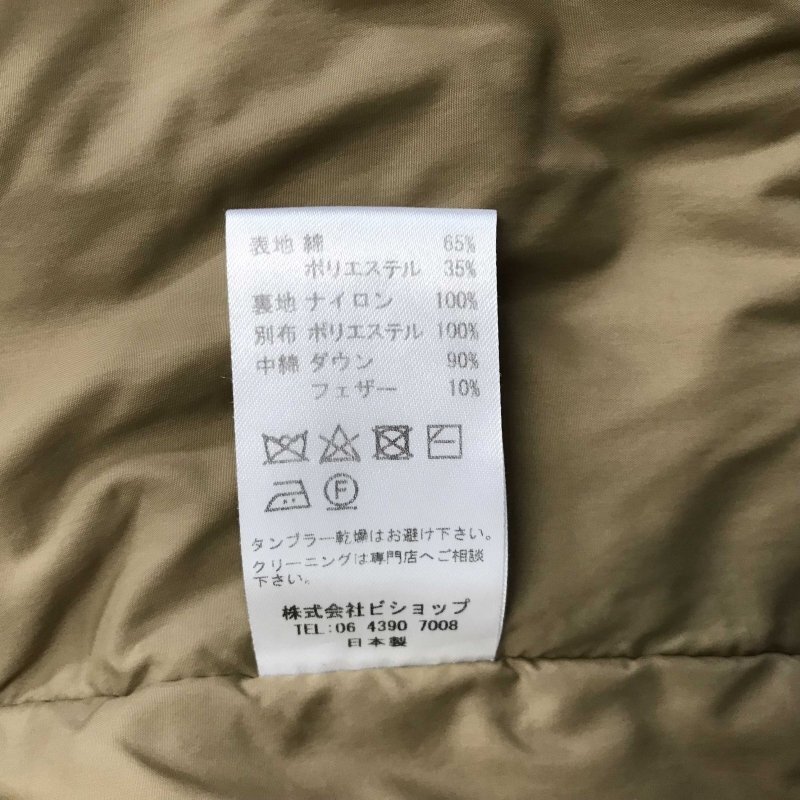 表地 綿 65%
ポリエステル 35%
裏地 ナイロン 100%
別布 ポリエステル 100%
中綿 ダウン 90%
フェザー 10%
F
タンブラー乾燥はお避け下さい。
クリーニングは専門店へご相談
下さい。
株式会社ビショップ
TEL:06 4390 7008
日本製